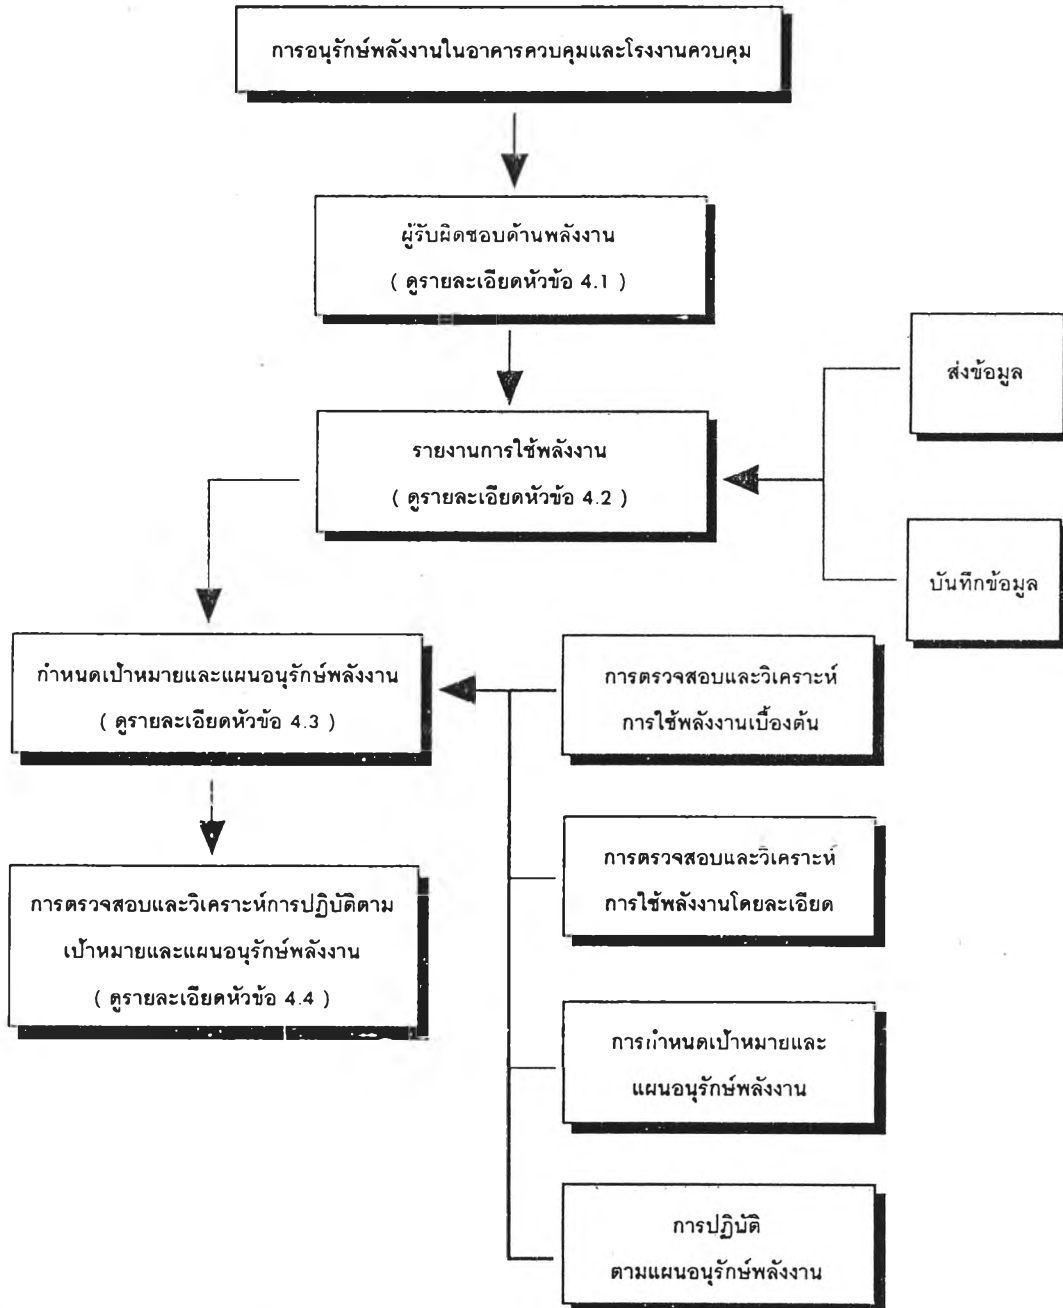 การอนุรักษ์พลังงานในอาคารควบคุมและโรงงานควบคุม
ผู้รับผิดชอบด้านพลังงาน
( ดูรายละเอียดหัวข้อ 4.1 )
ส่งข้อมูล
รายงานการใช้พลังงาน
( ดูรายละเอียดหัวข้อ 4.2 )
บันทึกข้อมูล
กำหนดเป้าหมายและแผนอนุรักษ์พลังงาน
( ดูรายละเอียดหัวข้อ 4.3 )
การตรวจสอบและวิเคราะห์
การใช้พลังงานเบื้องต้น
การตรวจสอบและวิเคราะห์
การใช้พลังงานโดยละเอียด
การตรวจสอบและวิเคราะห์การปฏิบัติตาม
เป้าหมายและแผนอนุรักษ์พลังงาน
( ดูรายละเอียดหัวข้อ 4.4 )
การกำหนดเป้าหมายและ
แผนอนุรักษ์พลังงาน
การปฏิบัติ
ตามแผนอนุรักษ์พลังงาน